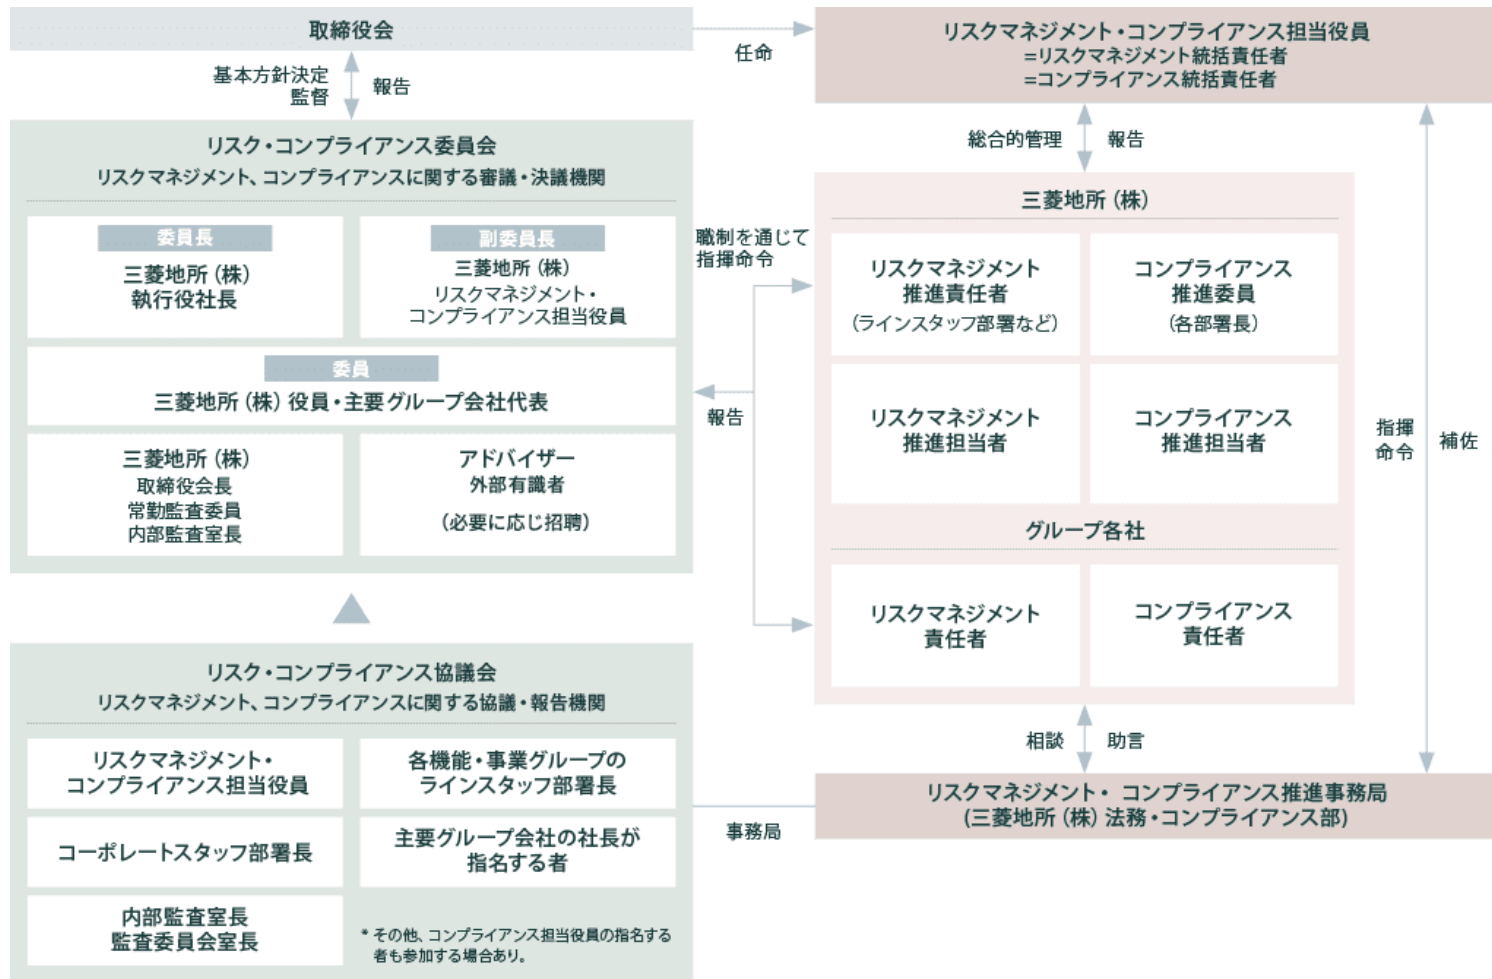 取締役会
任命
リスクマネジメント・コンプライアンス担当役員
=リスクマネジメント統括責任者
=コンプライアンス統括責任者
基本方針決定
監督
報告
総合的管理
報告
リスク・コンプライアンス委員会
リスクマネジメント、コンプライアンスに関する審議・決議機関
委員長
三菱地所（株）
執行役社長
副委員長
三菱地所（株）
リスクマネジメント・
コンプライアンス担当役員
委員
三菱地所（株）役員・主要グループ会社代表
三菱地所（株）
取締役会長
常勤監査委員
内部監査室長
アドバイザー
外部有識者
（必要に応じ招聘）
職制を通じて
指揮命令
報告
三菱地所（株）
リスクマネジメント
推進責任者
（ラインスタッフ部署など）
コンプライアンス
推進委員
（各部署長）
リスクマネジメント
推進担当者
コンプライアンス
推進担当者
グループ各社
リスクマネジメント
責任者
コンプライアンス
責任者
指揮
命令
補佐
リスク・コンプライアンス協議会
リスクマネジメント、コンプライアンスに関する協議・報告機関
リスクマネジメント・
コンプライアンス担当役員
各機能・事業グループの
ラインスタッフ部署長
コーポレートスタッフ部署長
主要グループ会社の社長が
指名する者
内部監査室長
監査委員会室長
* その他、コンプライアンス担当役員の指名する
者も参加する場合あり。
事務局
相談
助言
リスクマネジメント・ コンプライアンス推進事務局
(三菱地所（株）法務・コンプライアンス部)